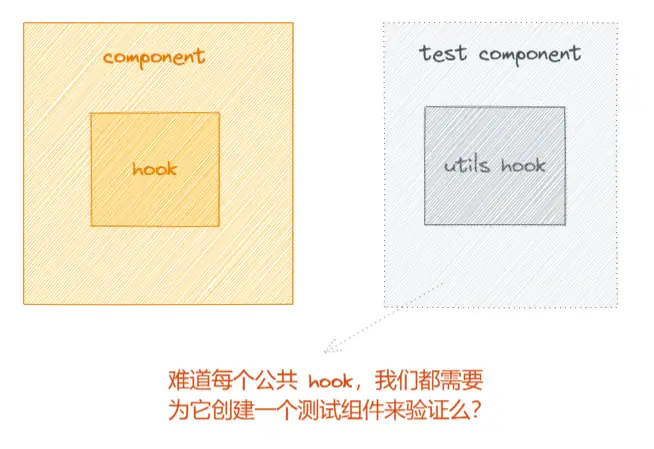 component
test component
hook
utils hook
难道每个公共 hook，我们都需要
为它创建一个测试组件来验证么？